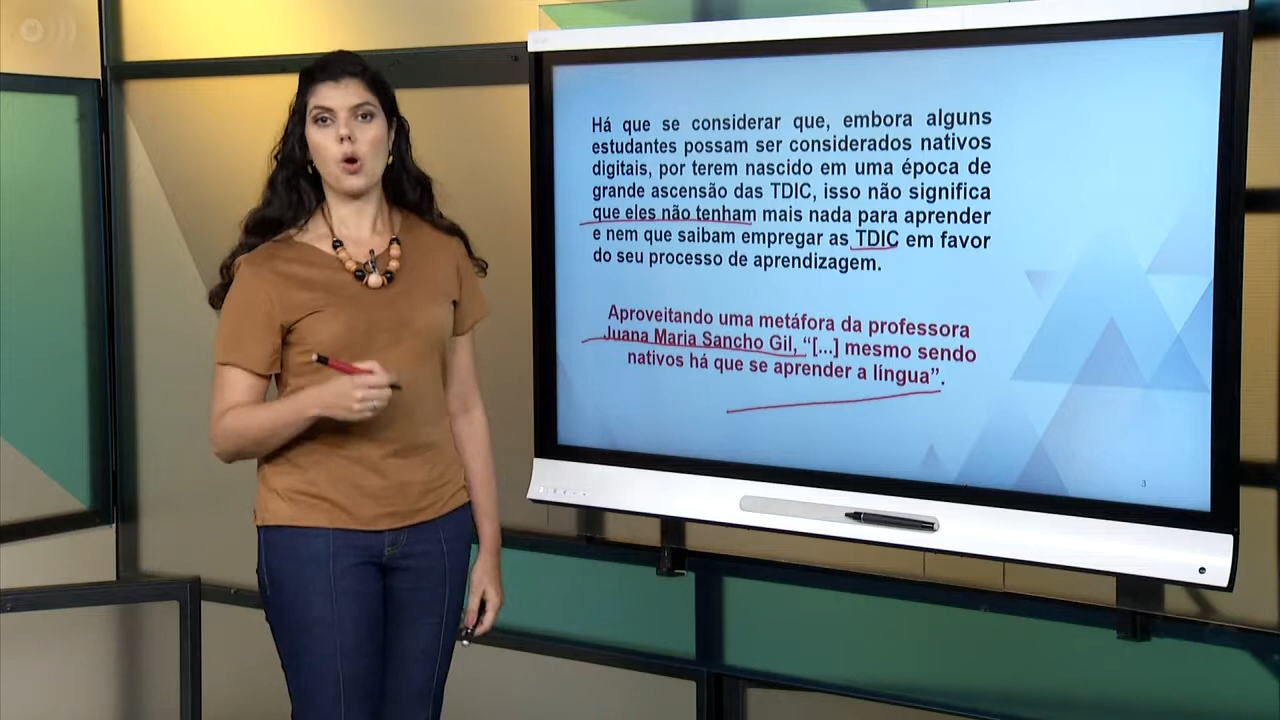 Há que se considerar que, embora alguns
estudantes possam ser considerados nativos
digitais, por terem nascido em uma época de
grande ascensão das TDIC, isso não significa
que eles não tenham mais nada para aprender
e nem que saibam empregar as TDIC em favor
do seu processo de aprendizagem.
Aproveitando uma metáfora da professora
Juana Maria Sancho Gil, “[...] mesmo sendo
nativos há que se aprender a língua”.
3